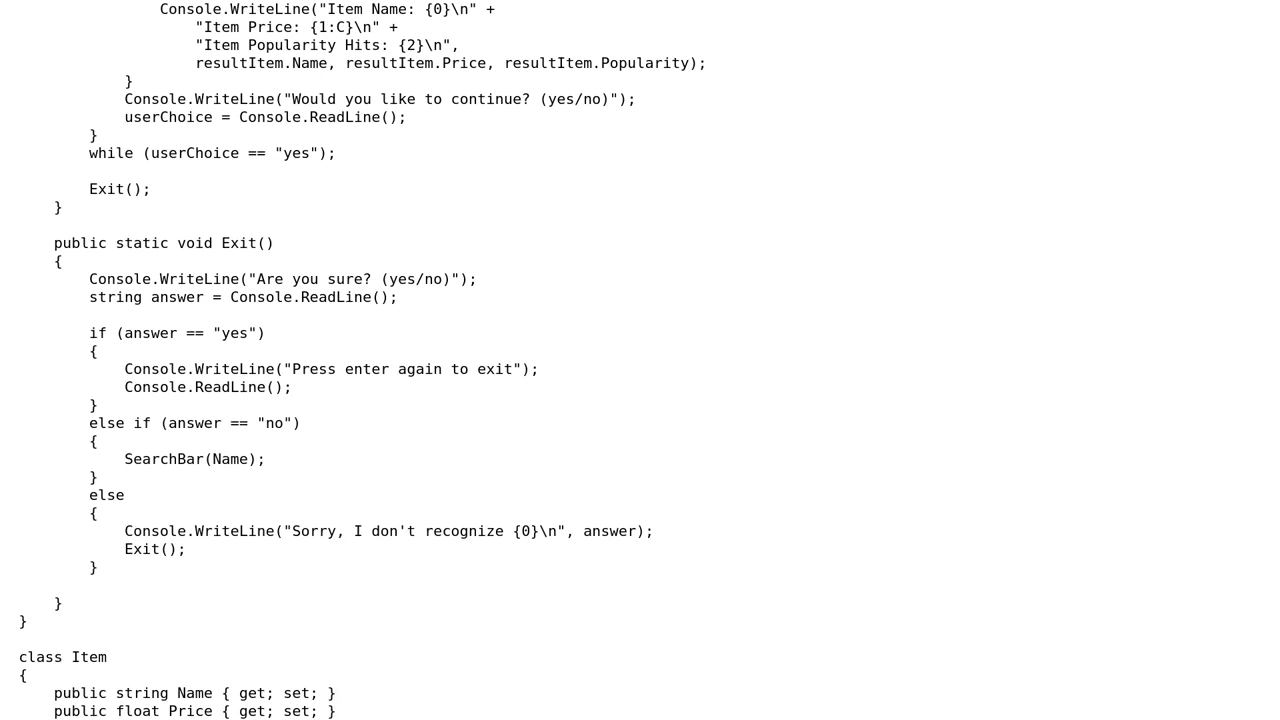 Console.WriteLine("Item Name: {0}\n" +
"Item Price: {1:C}\n" +
"Item Popularity Hits: {2}\n",
resultItem.Name, resultItem.Price, resultItem.Popularity);
}
Console.WriteLine("Would you like to continue? (yes/no)");
userChoice = Console.ReadLine();
}
while (userChoice == "yes");
Exit();
}
public static void Exit()
{
Console.WriteLine("Are you sure? (yes/no)");
string answer = Console.ReadLine();
if (answer == "yes")
{
Console.WriteLine("Press enter again to exit");
Console.ReadLine();
}
else if (answer == "no")
{
SearchBar(Name);
}
else
{
Console.WriteLine("Sorry, I don't recognize {0}\n", answer);
Exit();
}
}
}
class Item
{
public string Name { get; set; }
public float Price { get; set; }